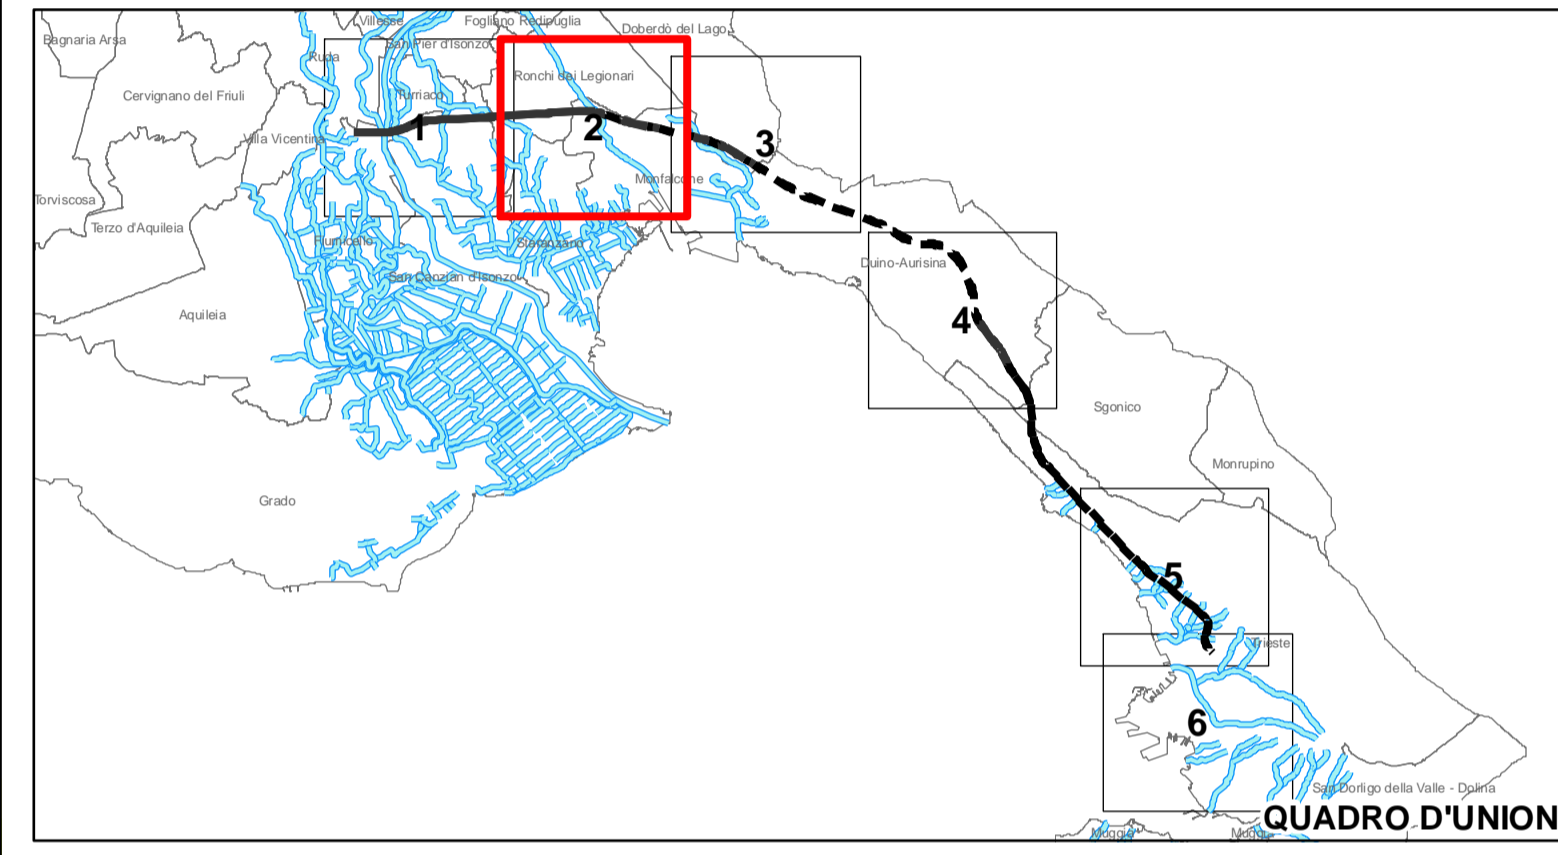 Villesse
Fogliano Redipuglia
Doberdò del Lago
Bagnaria Arsa
San Pier d'Isonzo
Ruda
Ronchi dei Legionari
Cervignano del Friuli
Turriaco
1
2
3
Villa Vicentina
Monfalcone
Torviscosa
Terzo d'Aquileia
Fiumicello
Staranzano
Duino-Aurisina
San Canzian d'Isonzo
Aquileia
4
Sgonico
Monrupino
Grado
5
Trieste
6
San Dorligo della Valle - Dolina
QUADRO D'UNION
Muggia
Muggia